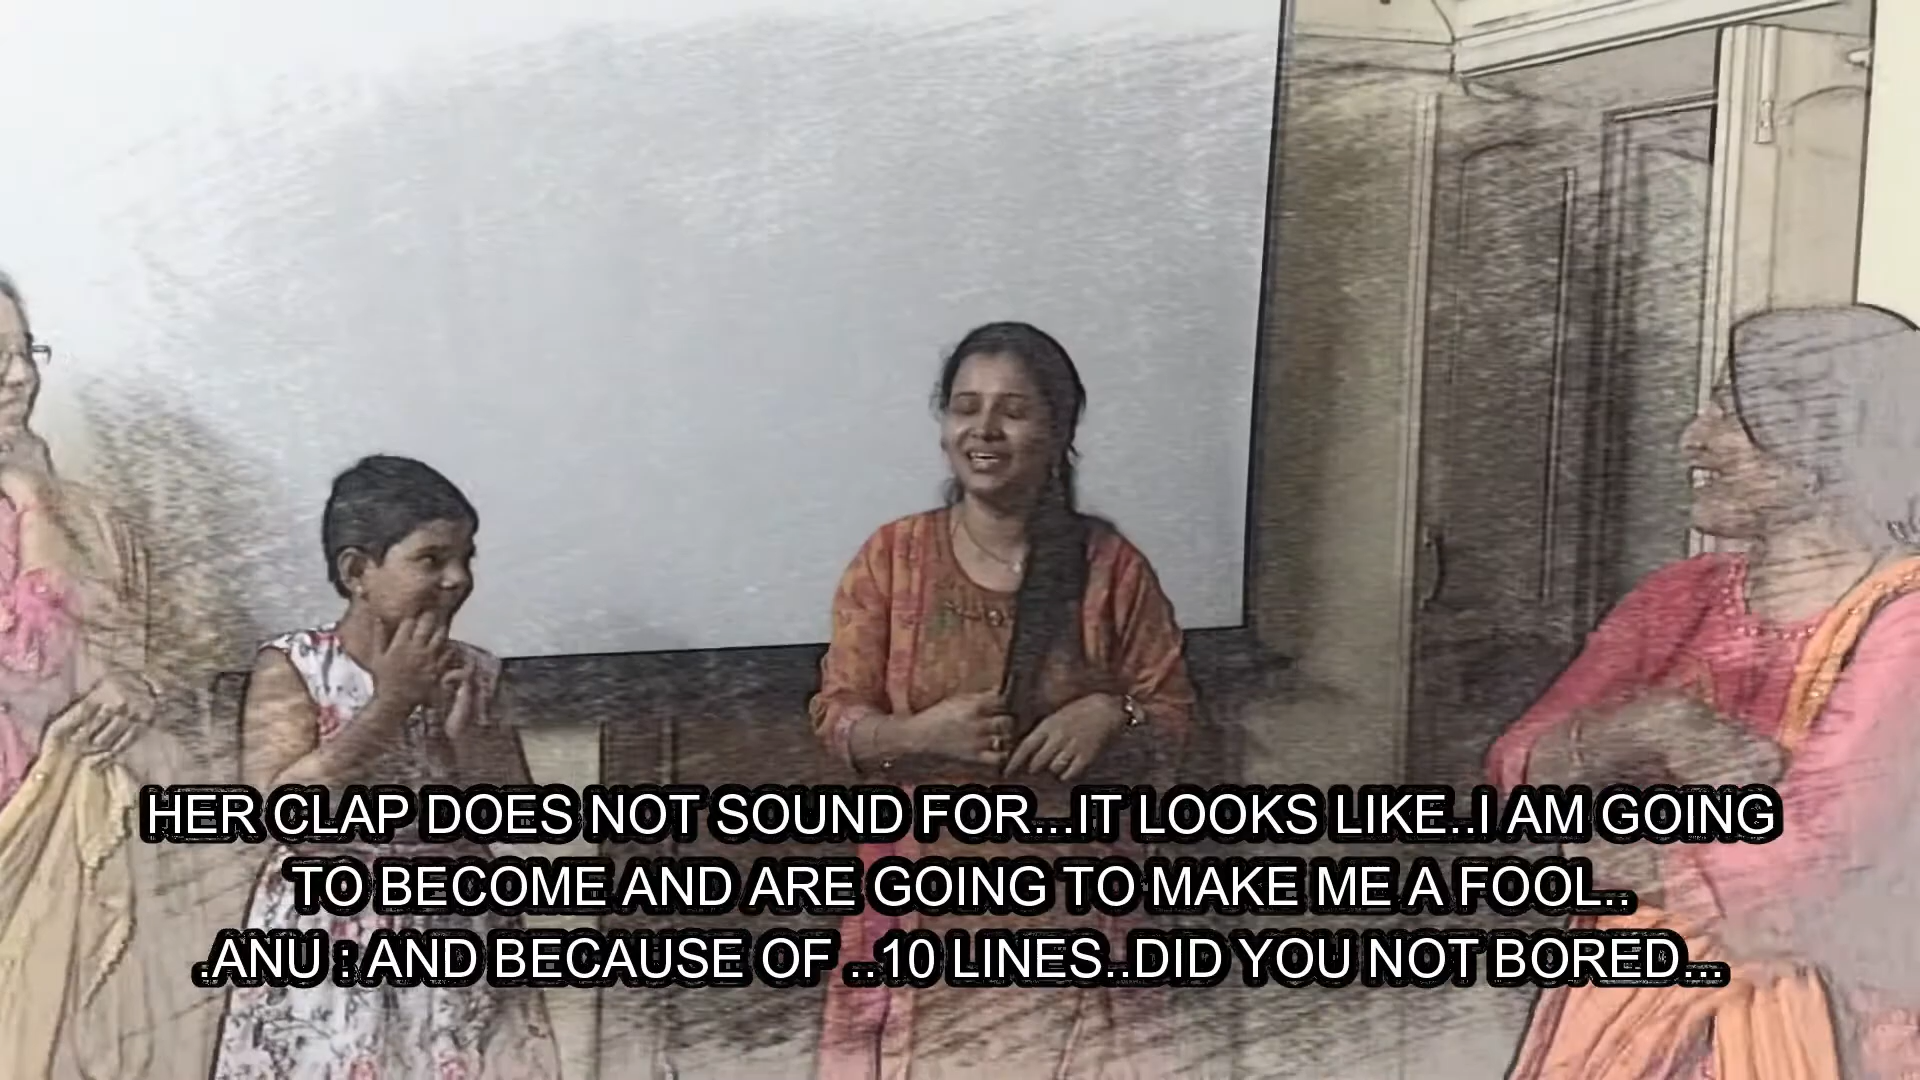 HER CLAP DOES NOT SOUND FOR...IT LOOKS LIKE..I AM GOING
TO BECOME AND ARE GOING TO MAKE ME A FOOL..
.ANU : AND BECAUSE OF ..10 LINES..DID YOU NOT BORED...